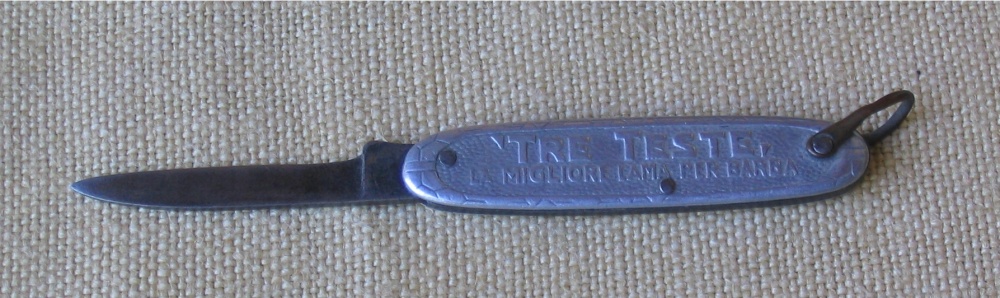 "TRE TESTE"
LA MIGLIORE LAMA PER BARBA